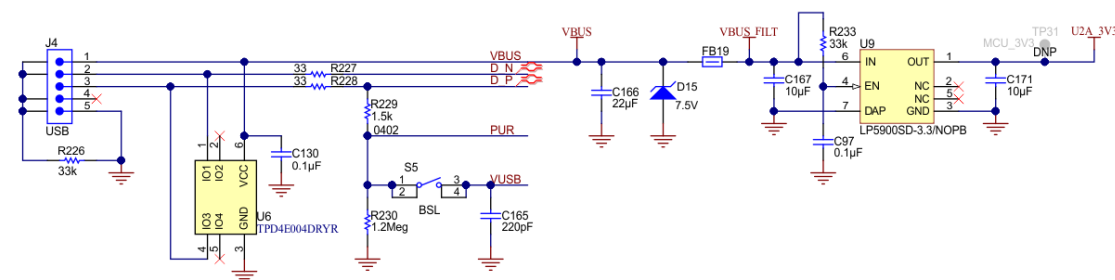 J4
1
2
3
4
5
USB
R226
33k
33
R227
33
R228
VBUS
D_N
D_P
R229
1.5k
0402
PUR
C130
0.1µF
1
2
6
IO1
IO2
VCC
IO3
IO4
GND
4
5
3
U6
TPD4E004DRYR
S5
1
2
3
4
BSL
VUSB
R230
1.2Meg
C165
220pF
VBUS
C166
22µF
D15
7.5V
FB19
VBUS_FILT
C167
10µF
R233
33k
C97
0.1µF
U9
6
IN
OUT
1
4
EN
NC
2
NC
5
7
DAP
GND
3
LP5900SD-3.3/NOPB
MCU_3V3
TP31
DNP
U2A_3V3
C171
10µF